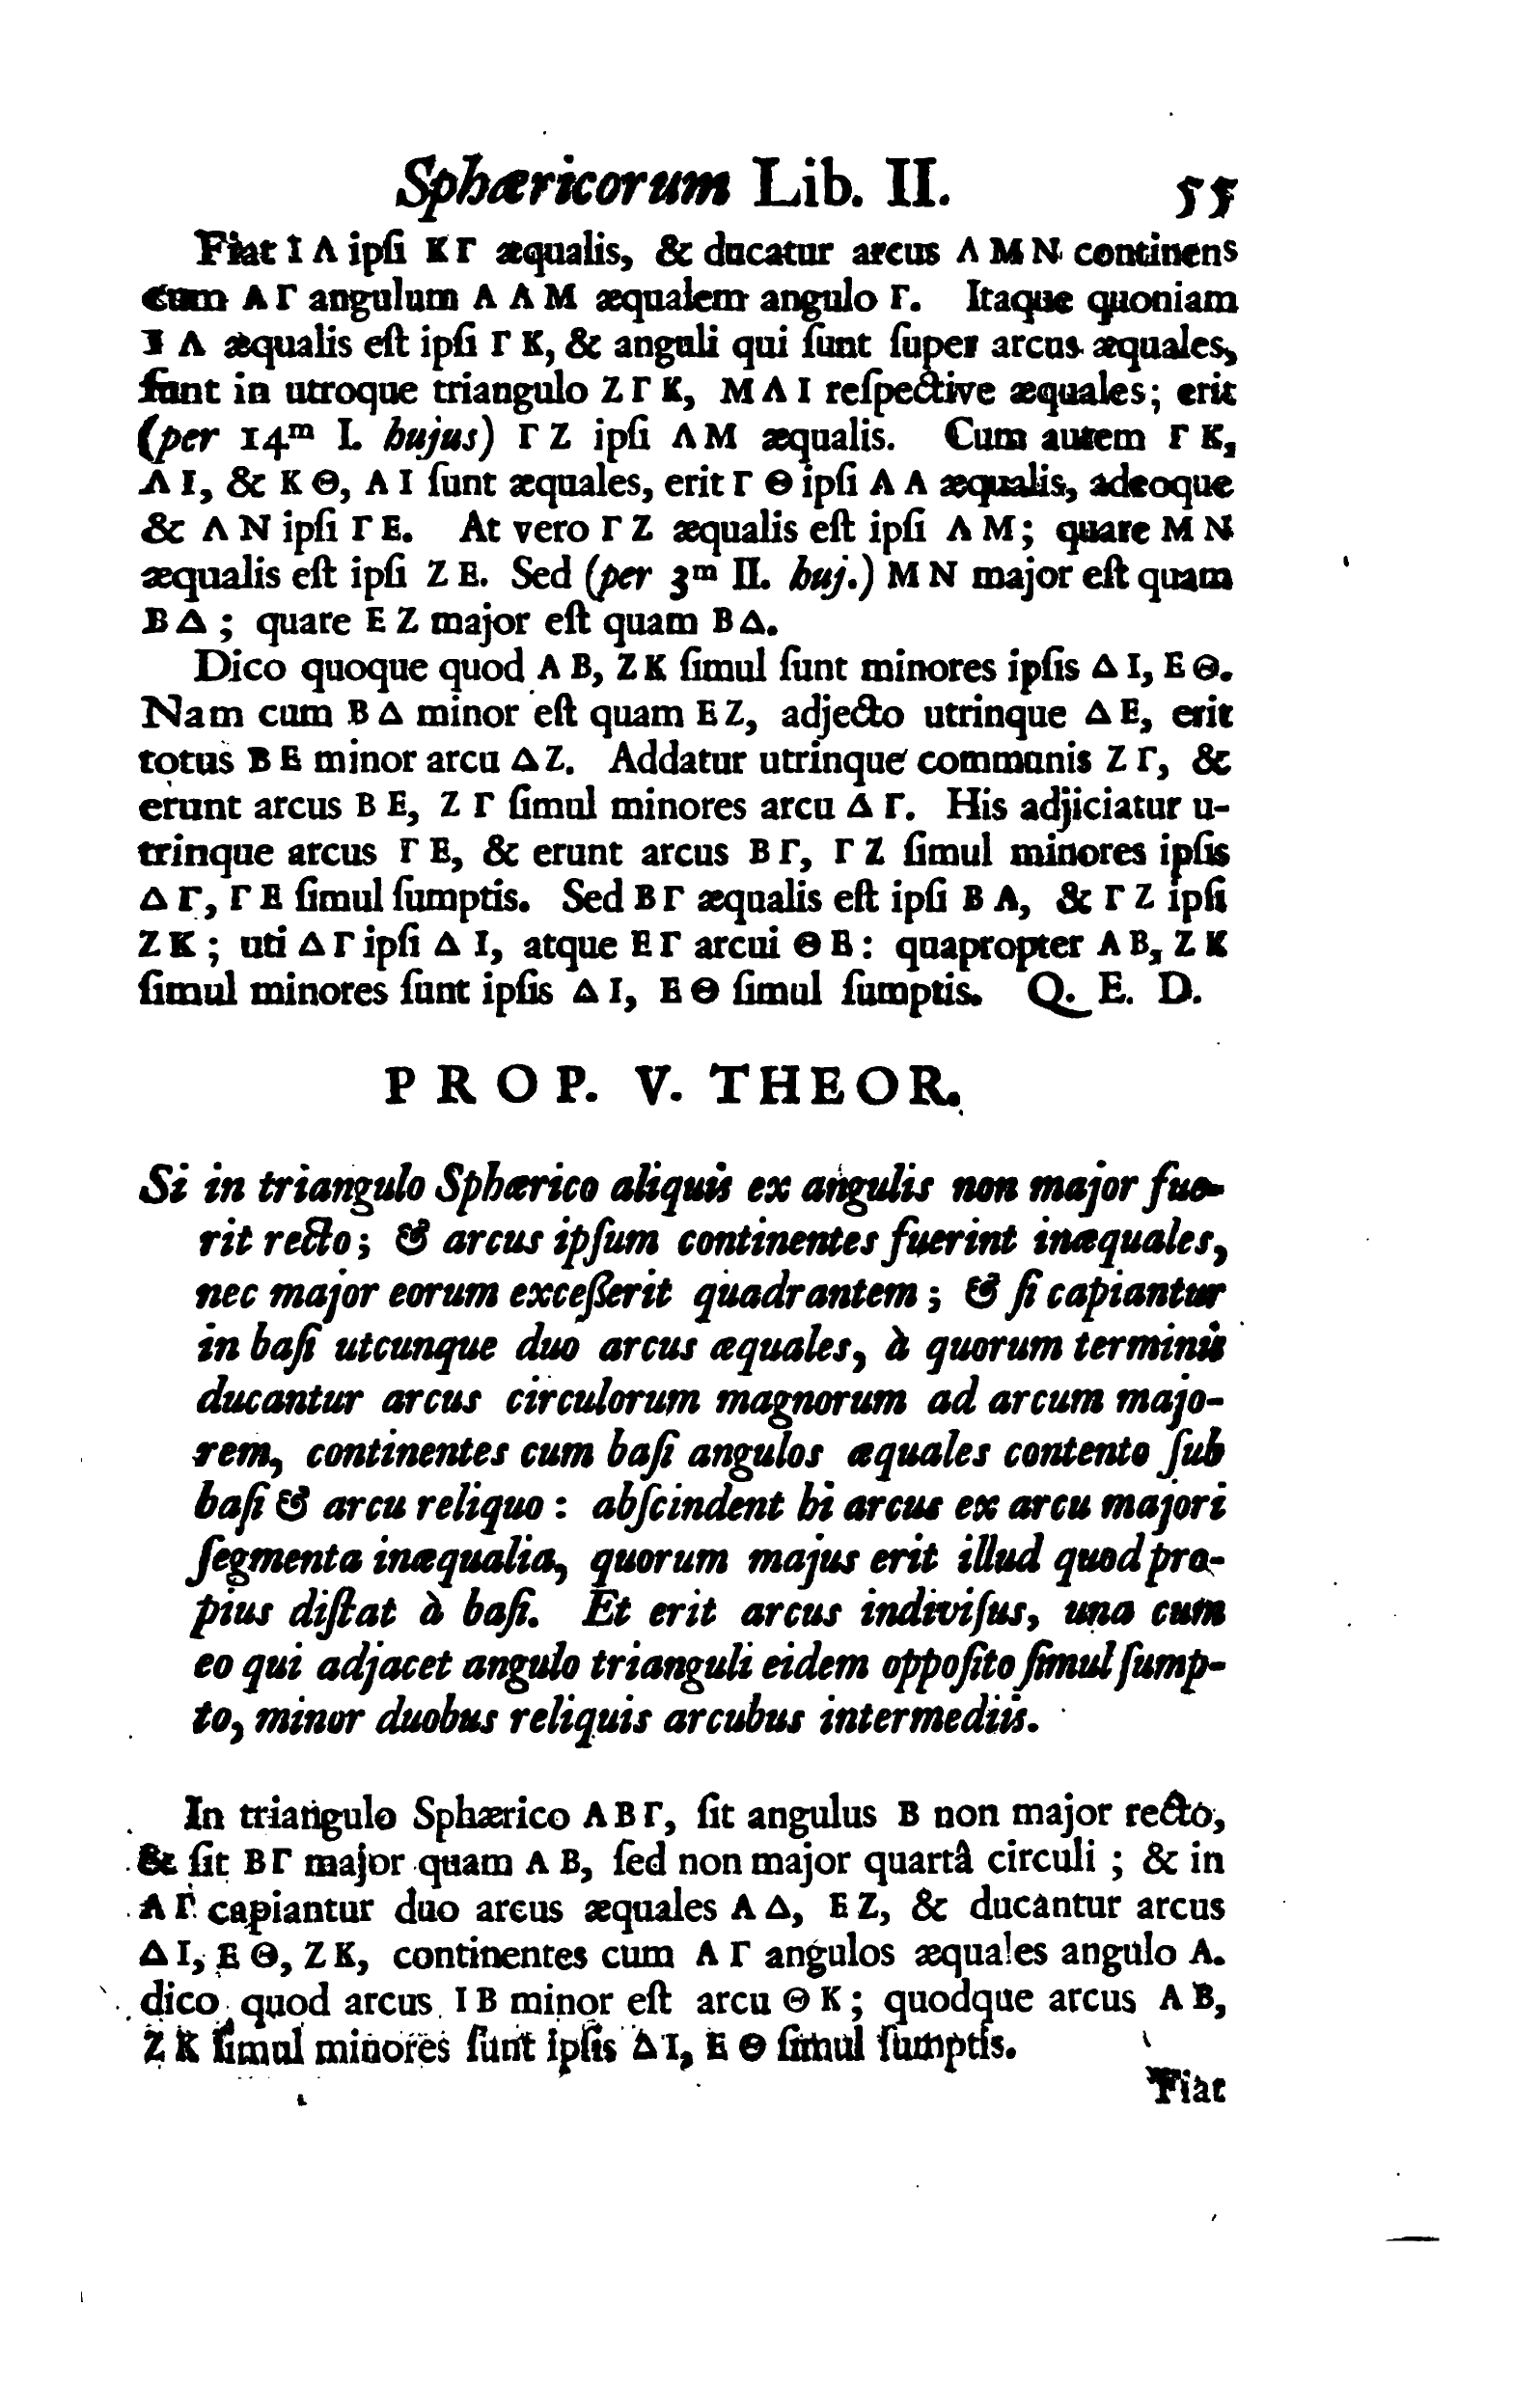 Sphæricorum Lib. II. 55
Fiat Ι Λ ipſi Κ Γ æqualis, & ducatur arcus Λ Μ Ν continens
cum Α Γ angulum Α Λ Μ æqualem angulo Γ. Itaque quoniam
Ι Λ æqualis eſt ipſi Γ Κ, & anguli qui ſunt ſuper arcus æquales,
ſunt in utroque triangulo Ζ Γ Κ, Μ Λ Ι reſpective æquales; erit
(per 14ᵐ I. hujus) Γ Ζ ipſi Λ Μ æqualis. Cum autem Γ Κ,
Λ Ι, & Κ Θ, Α Ι ſunt æquales, erit Γ Θ ipſi Λ Α æqualis, adeoque
& Λ Ν ipſi Γ Ε. At vero Γ Ζ æqualis eſt ipſi Λ Μ; quare Μ Ν
æqualis eſt ipſi Ζ Ε. Sed (per 3ᵐ II. huj.) Μ Ν major eſt quam
Β Δ; quare Ε Ζ major eſt quam Β Δ.
Dico quoque quod Α Β, Ζ Κ ſimul ſunt minores ipſis Δ Ι, Ε Θ.
Nam cum Β Δ minor eſt quam Ε Ζ, adjecto utrinque Δ Ε, erit
totus Β Ε minor arcu Δ Ζ. Addatur utrinque communis Ζ Γ, &
erunt arcus Β Ε, Ζ Γ ſimul minores arcu Δ Γ. His adjiciatur u-
trinque arcus Γ Ε, & erunt arcus Β Γ, Γ Ζ ſimul minores ipſis
Δ Γ, Γ Ε ſimul ſumptis. Sed Β Γ æqualis eſt ipſi Β Α, & Γ Ζ ipſi
Ζ Κ; uti Δ Γ ipſi Δ Ι, atque Ε Γ arcui Θ Ε: quapropter Α Β, Ζ Κ
ſimul minores ſunt ipſis Δ Ι, Ε Θ ſimul ſumptis. Q. E. D.
PROP. V. THEOR.
Si in triangulo Sphærico aliquis ex angulis non major fue-
rit recto; & arcus ipſum continentes fuerint inæquales,
nec major eorum exceßerit quadrantem; & ſi capiantur
in baſi utcunque duo arcus æquales, à quorum terminis
ducantur arcus circulorum magnorum ad arcum majo-
rem, continentes cum baſi angulos æquales contento ſub
baſi & arcu reliquo: abſcindent hi arcus ex arcu majori
ſegmenta inæqualia, quorum majus erit illud quod pro-
pius diſtat à baſi. Et erit arcus indiviſus, una cum
eo qui adjacet angulo trianguli eidem oppoſito ſimul ſump-
to, minor duobus reliquis arcubus intermediis.
In triangulo Sphærico Α Β Γ, ſit angulus Β non major recto,
& ſit Β Γ major quam Α Β, ſed non major quartâ circuli; & in
Α Γ capiantur duo arcus æquales Α Δ, Ε Ζ, & ducantur arcus
Δ Ι, Ε Θ, Ζ Κ, continentes cum Α Γ angulos æquales angulo Α.
dico quod arcus Ι Β minor eſt arcu Θ Κ; quodque arcus Α Β,
Ζ Κ ſimul minores ſunt ipſis Δ Ι, Ε Θ ſimul ſumptis.
Fiat